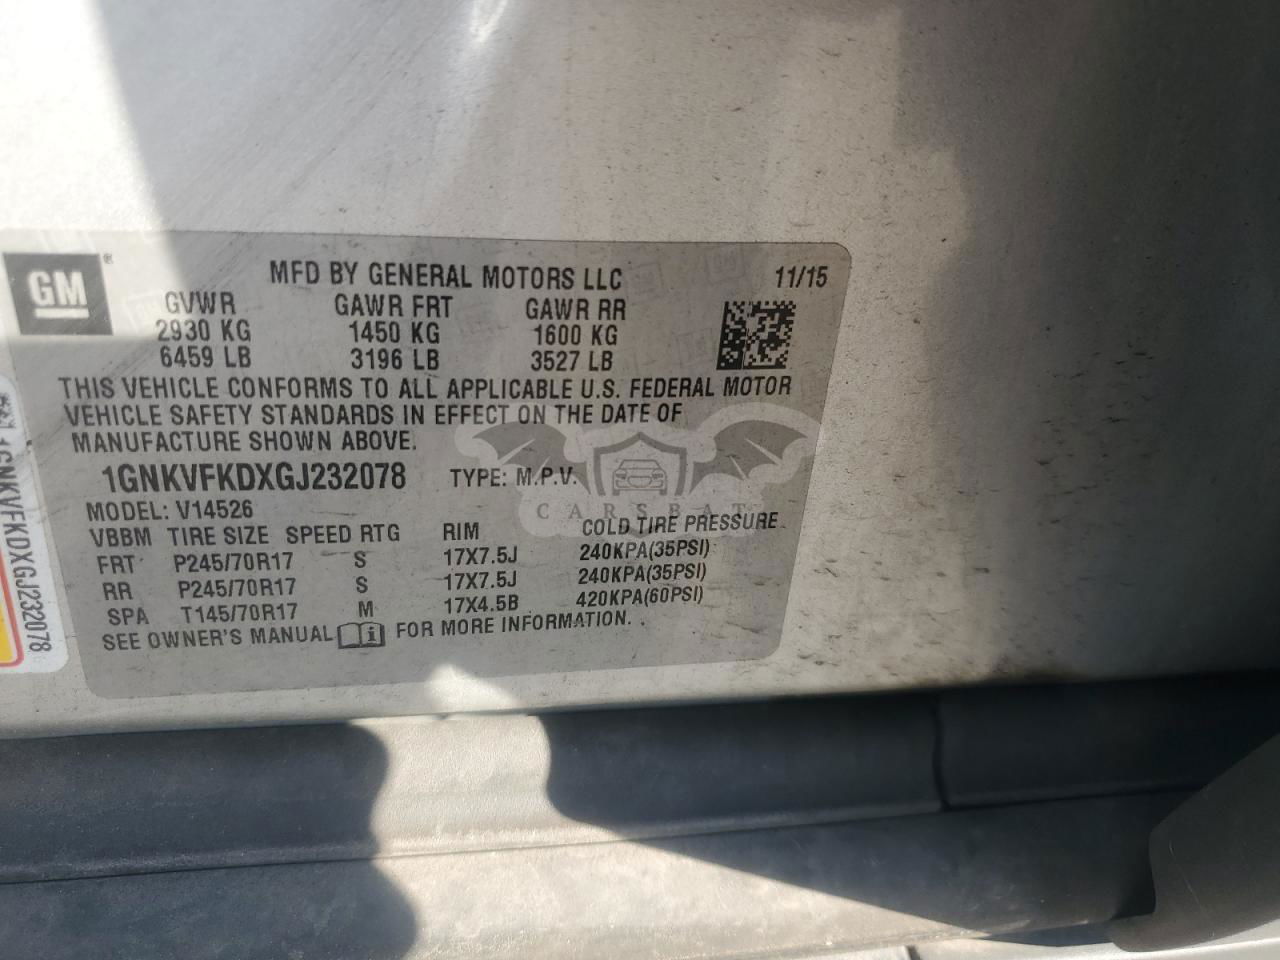 GM ®
MFD BY GENERAL MOTORS LLC 11/15
GVWR GAWR FRT GAWR RR
2930 KG 1450 KG 1600 KG
6459 LB 3196 LB 3527 LB
THIS VEHICLE CONFORMS TO ALL APPLICABLE U.S. FEDERAL MOTOR
VEHICLE SAFETY STANDARDS IN EFFECT ON THE DATE OF
MANUFACTURE SHOWN ABOVE.
1GNKVFKDXGJ232078 TYPE: M.P.V.
MODEL: V14526
VBBM TIRE SIZE SPEED RTG RIM COLD TIRE PRESSURE
FRT P245/70R17 S 17X7.5J 240KPA(35PSI)
RR P245/70R17 S 17X7.5J 240KPA(35PSI)
SPA T145/70R17 M 17X4.5B 420KPA(60PSI)
SEE OWNER'S MANUAL FOR MORE INFORMATION.
1GNKVFKDXGJ232078
CARSBAT